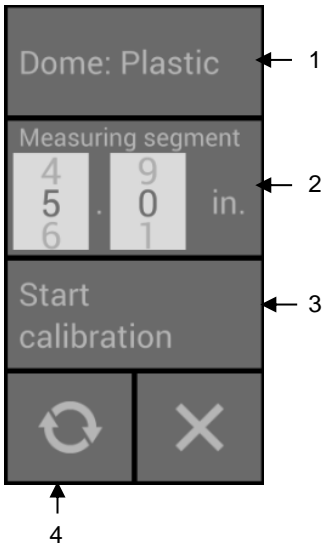 Dome: Plastic
1
Measuring segment
4 9
5 . 0 in.
6 1
2
Start
calibration
3
4